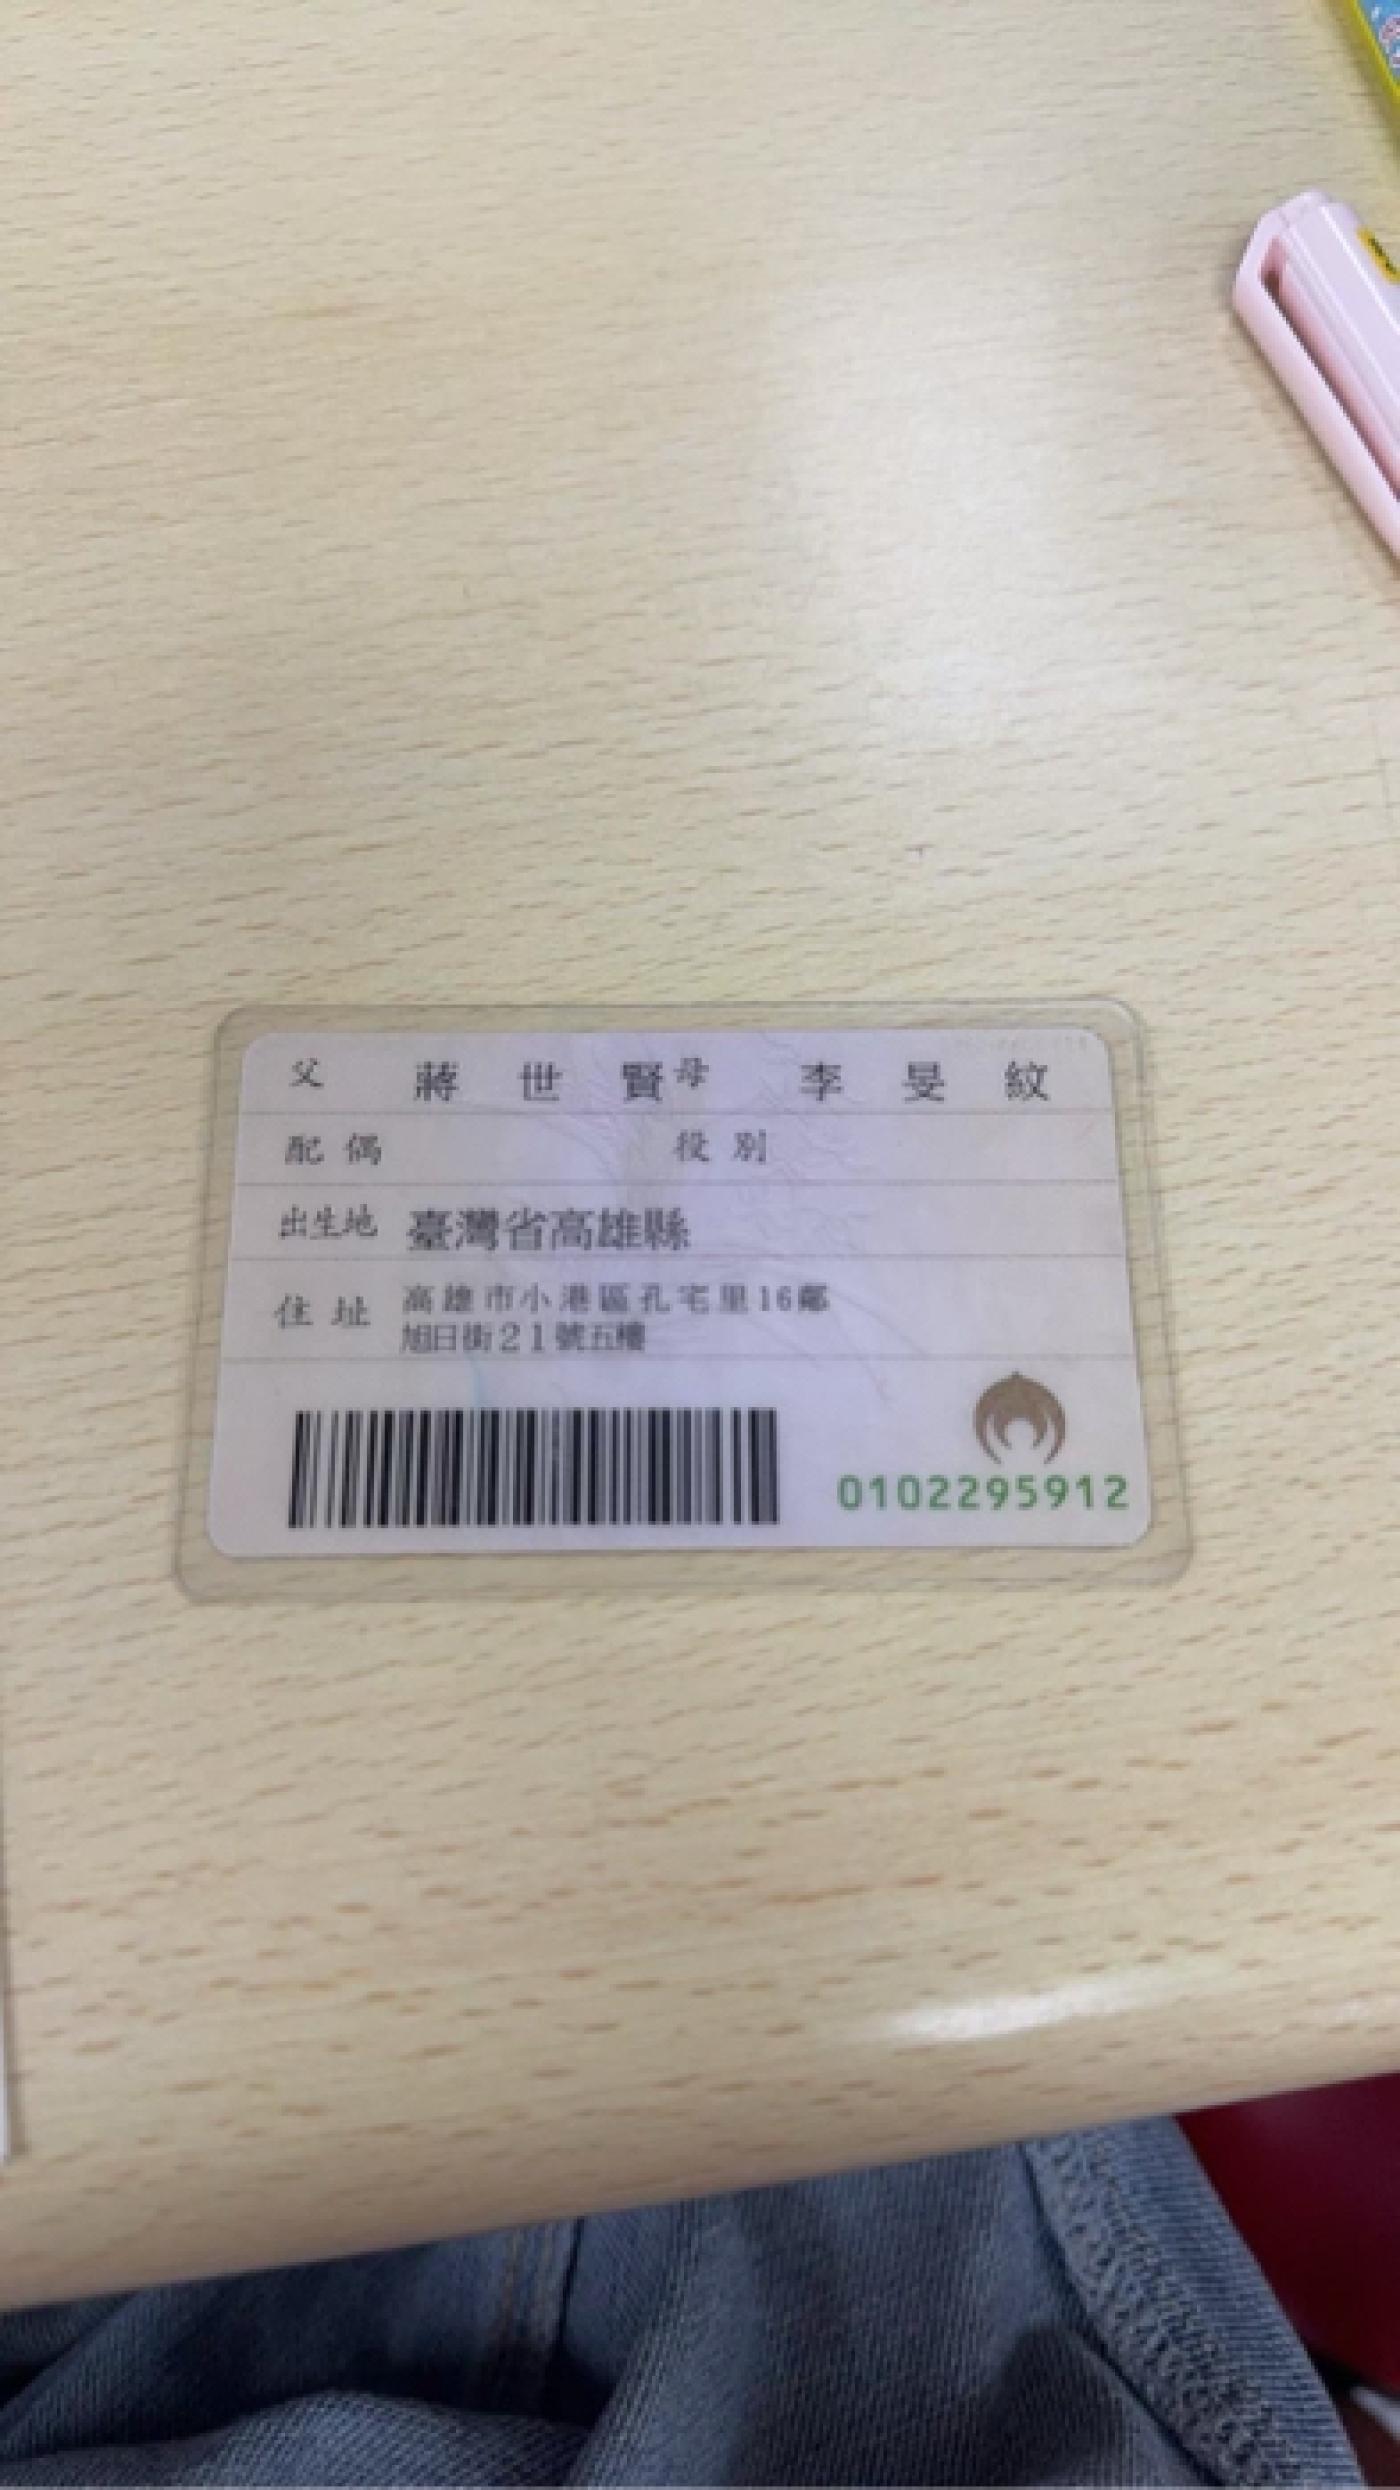 父 蔣世賢 母 李旻紋
配偶 役別
出生地 臺灣省高雄縣
住址 高雄市小港區孔宅里16鄰
旭日街21號五樓
0102295912